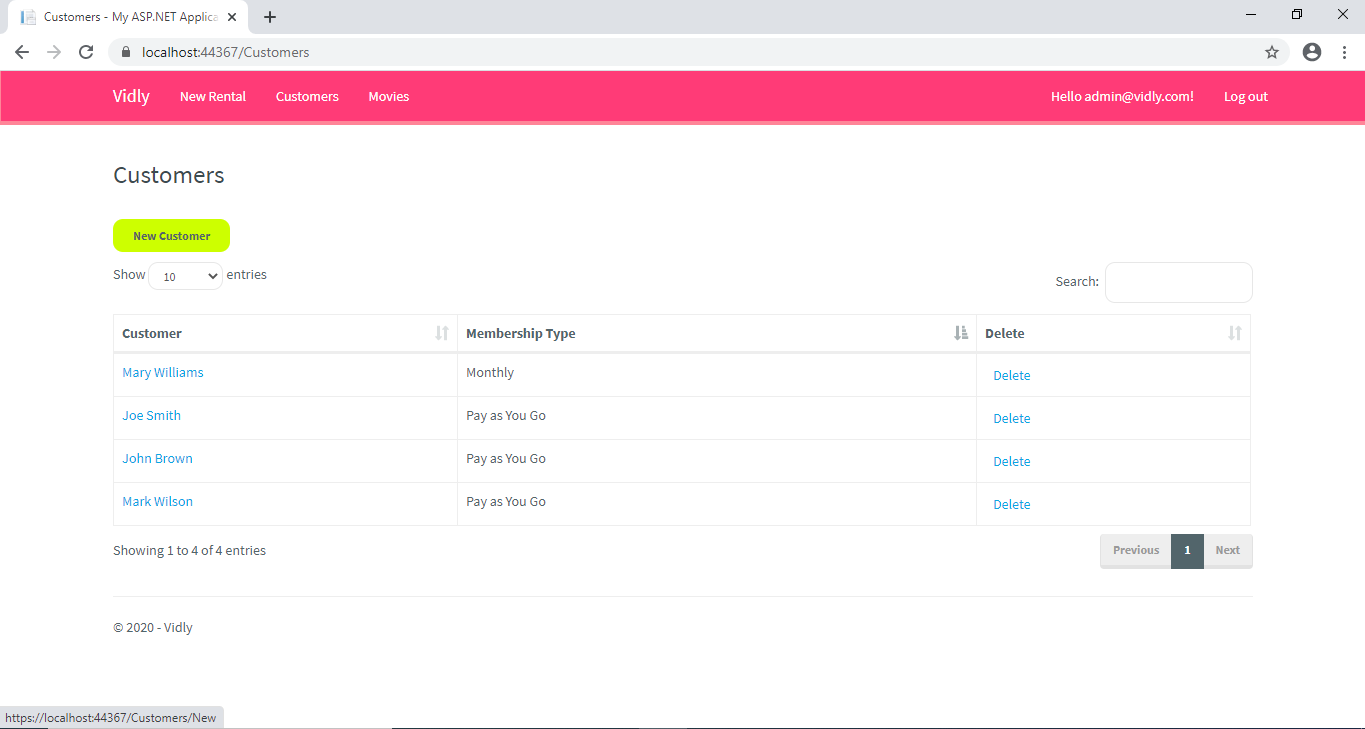 Customers - My ASP.NET Applica
localhost:44367/Customers
Vidly New Rental Customers Movies Hello admin@vidly.com! Log out
Customers
New Customer
Show 10 entries Search:
Customer Membership Type Delete
Mary Williams Monthly Delete
Joe Smith Pay as You Go Delete
John Brown Pay as You Go Delete
Mark Wilson Pay as You Go Delete
Showing 1 to 4 of 4 entries Previous 1 Next
© 2020 - Vidly
https://localhost:44367/Customers/New